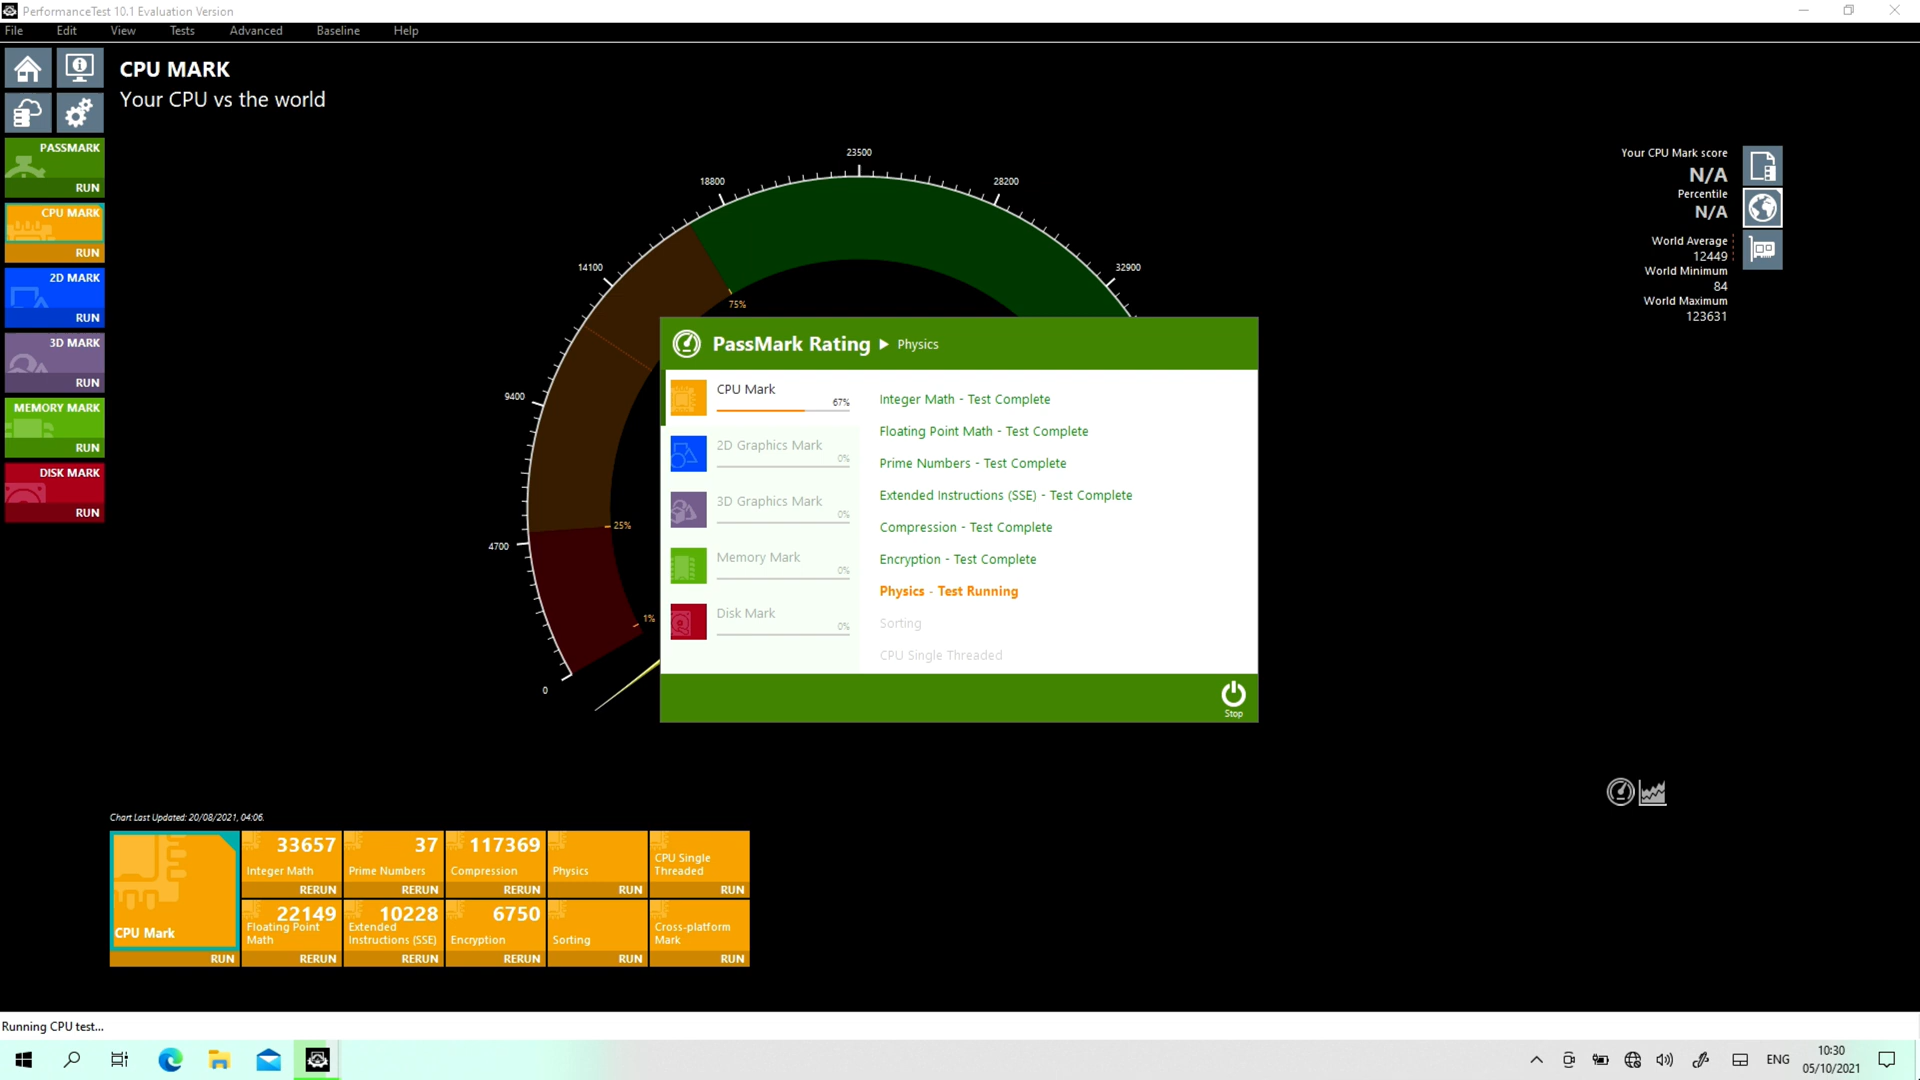 PerformanceTest 10.1 Evaluation Version
File Edit View Tests Advanced Baseline Help
CPU MARK
Your CPU vs the world
PASSMARK
RUN
CPU MARK
RUN
2D MARK
RUN
3D MARK
RUN
MEMORY MARK
RUN
DISK MARK
RUN
23500
18800
28200
14100
32900
9400
4700
0
75%
25%
1%
Your CPU Mark score
N/A
Percentile
N/A
World Average
12449
World Minimum
84
World Maximum
123631
PassMark Rating Physics
CPU Mark
67%
2D Graphics Mark
0%
3D Graphics Mark
0%
Memory Mark
0%
Disk Mark
0%
Integer Math - Test Complete
Floating Point Math - Test Complete
Prime Numbers - Test Complete
Extended Instructions (SSE) - Test Complete
Compression - Test Complete
Encryption - Test Complete
Physics - Test Running
Sorting
CPU Single Threaded
Stop
Chart Last Updated: 20/08/2021, 04:06.
CPU Mark
RUN
33657
Integer Math
RERUN
37
Prime Numbers
RERUN
117369
Compression
RERUN
Physics
RUN
CPU Single
Threaded
RUN
22149
Floating Point
Math
RERUN
10228
Extended
Instructions (SSE)
RERUN
6750
Encryption
RERUN
Sorting
RUN
Cross-platform
Mark
RUN
Running CPU test...
ENG
10:30
05/10/2021